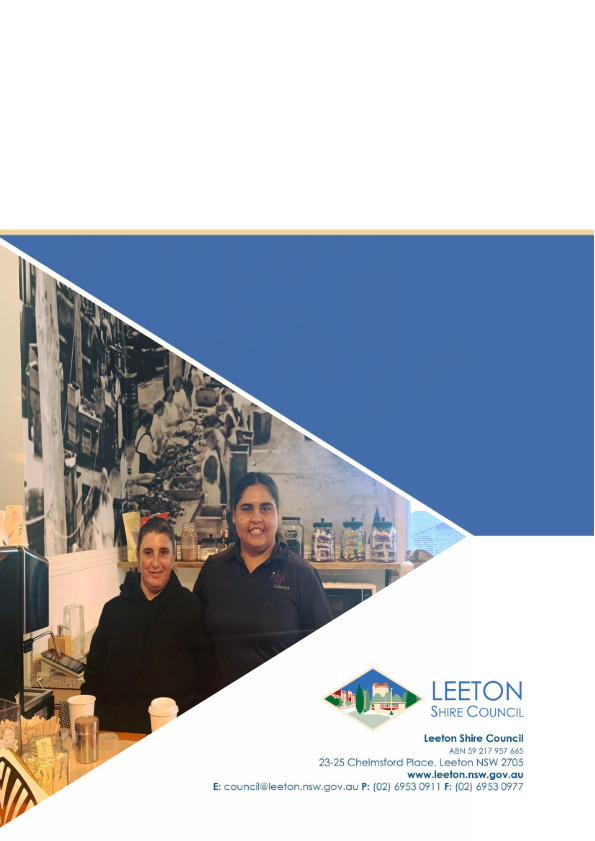 LEETON
SHIRE COUNCIL
Leeton Shire Council
ABN 59 217 957 665
23-25 Chelmsford Place, Leeton NSW 2705
www.leeton.nsw.gov.au
E: council@leeton.nsw.gov.au P: (02) 6953 0911 F: (02) 6953 0977